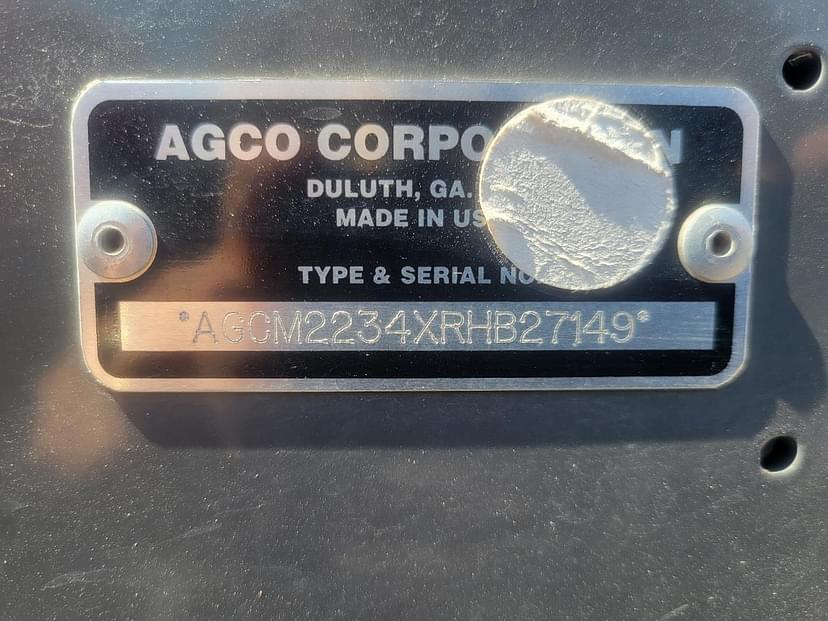 AGCO CORPO N
DULUTH, GA.
MADE IN US
TYPE & SERIAL NO
*AGCM2234XRHB27149*